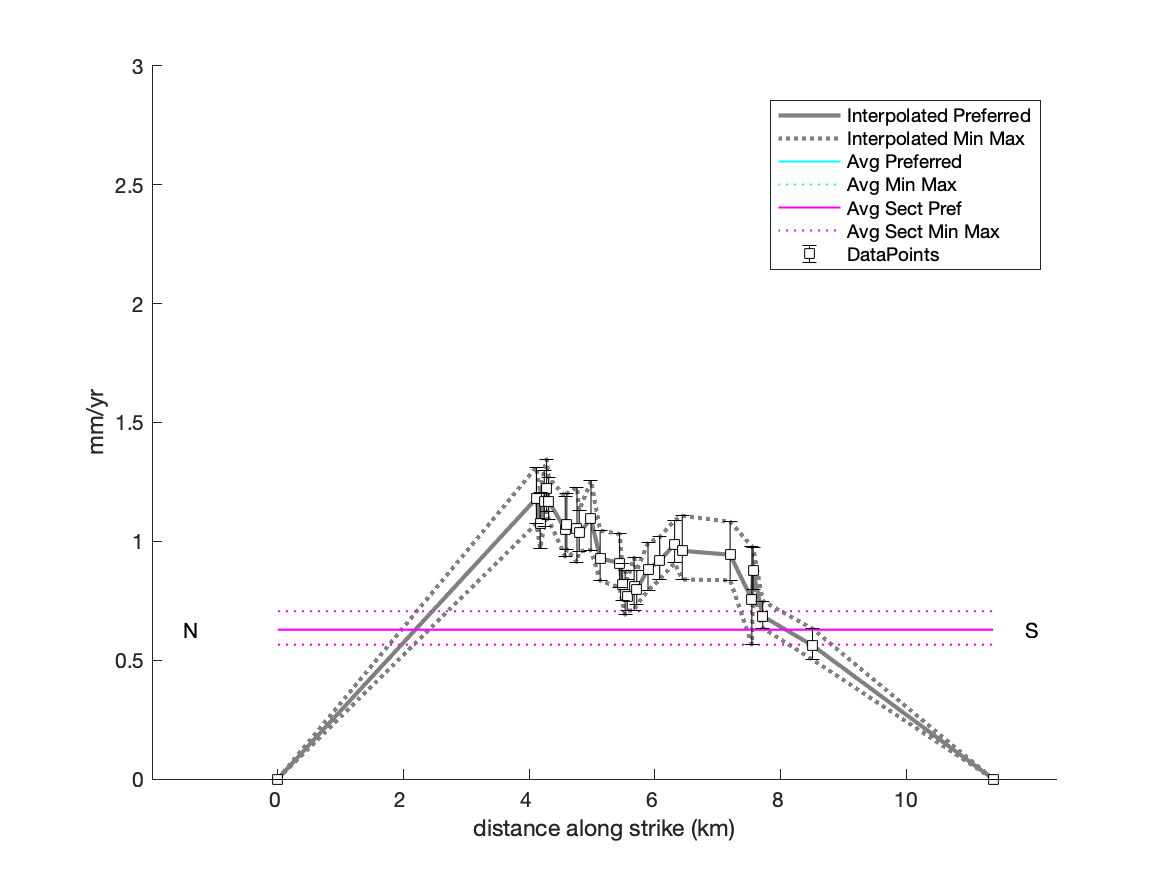 3
2.5
2
1.5
1
0.5
0
mm/yr
Interpolated Preferred
Interpolated Min Max
Avg Preferred
Avg Min Max
Avg Sect Pref
Avg Sect Min Max
DataPoints
N
S
0 2 4 6 8 10
distance along strike (km)